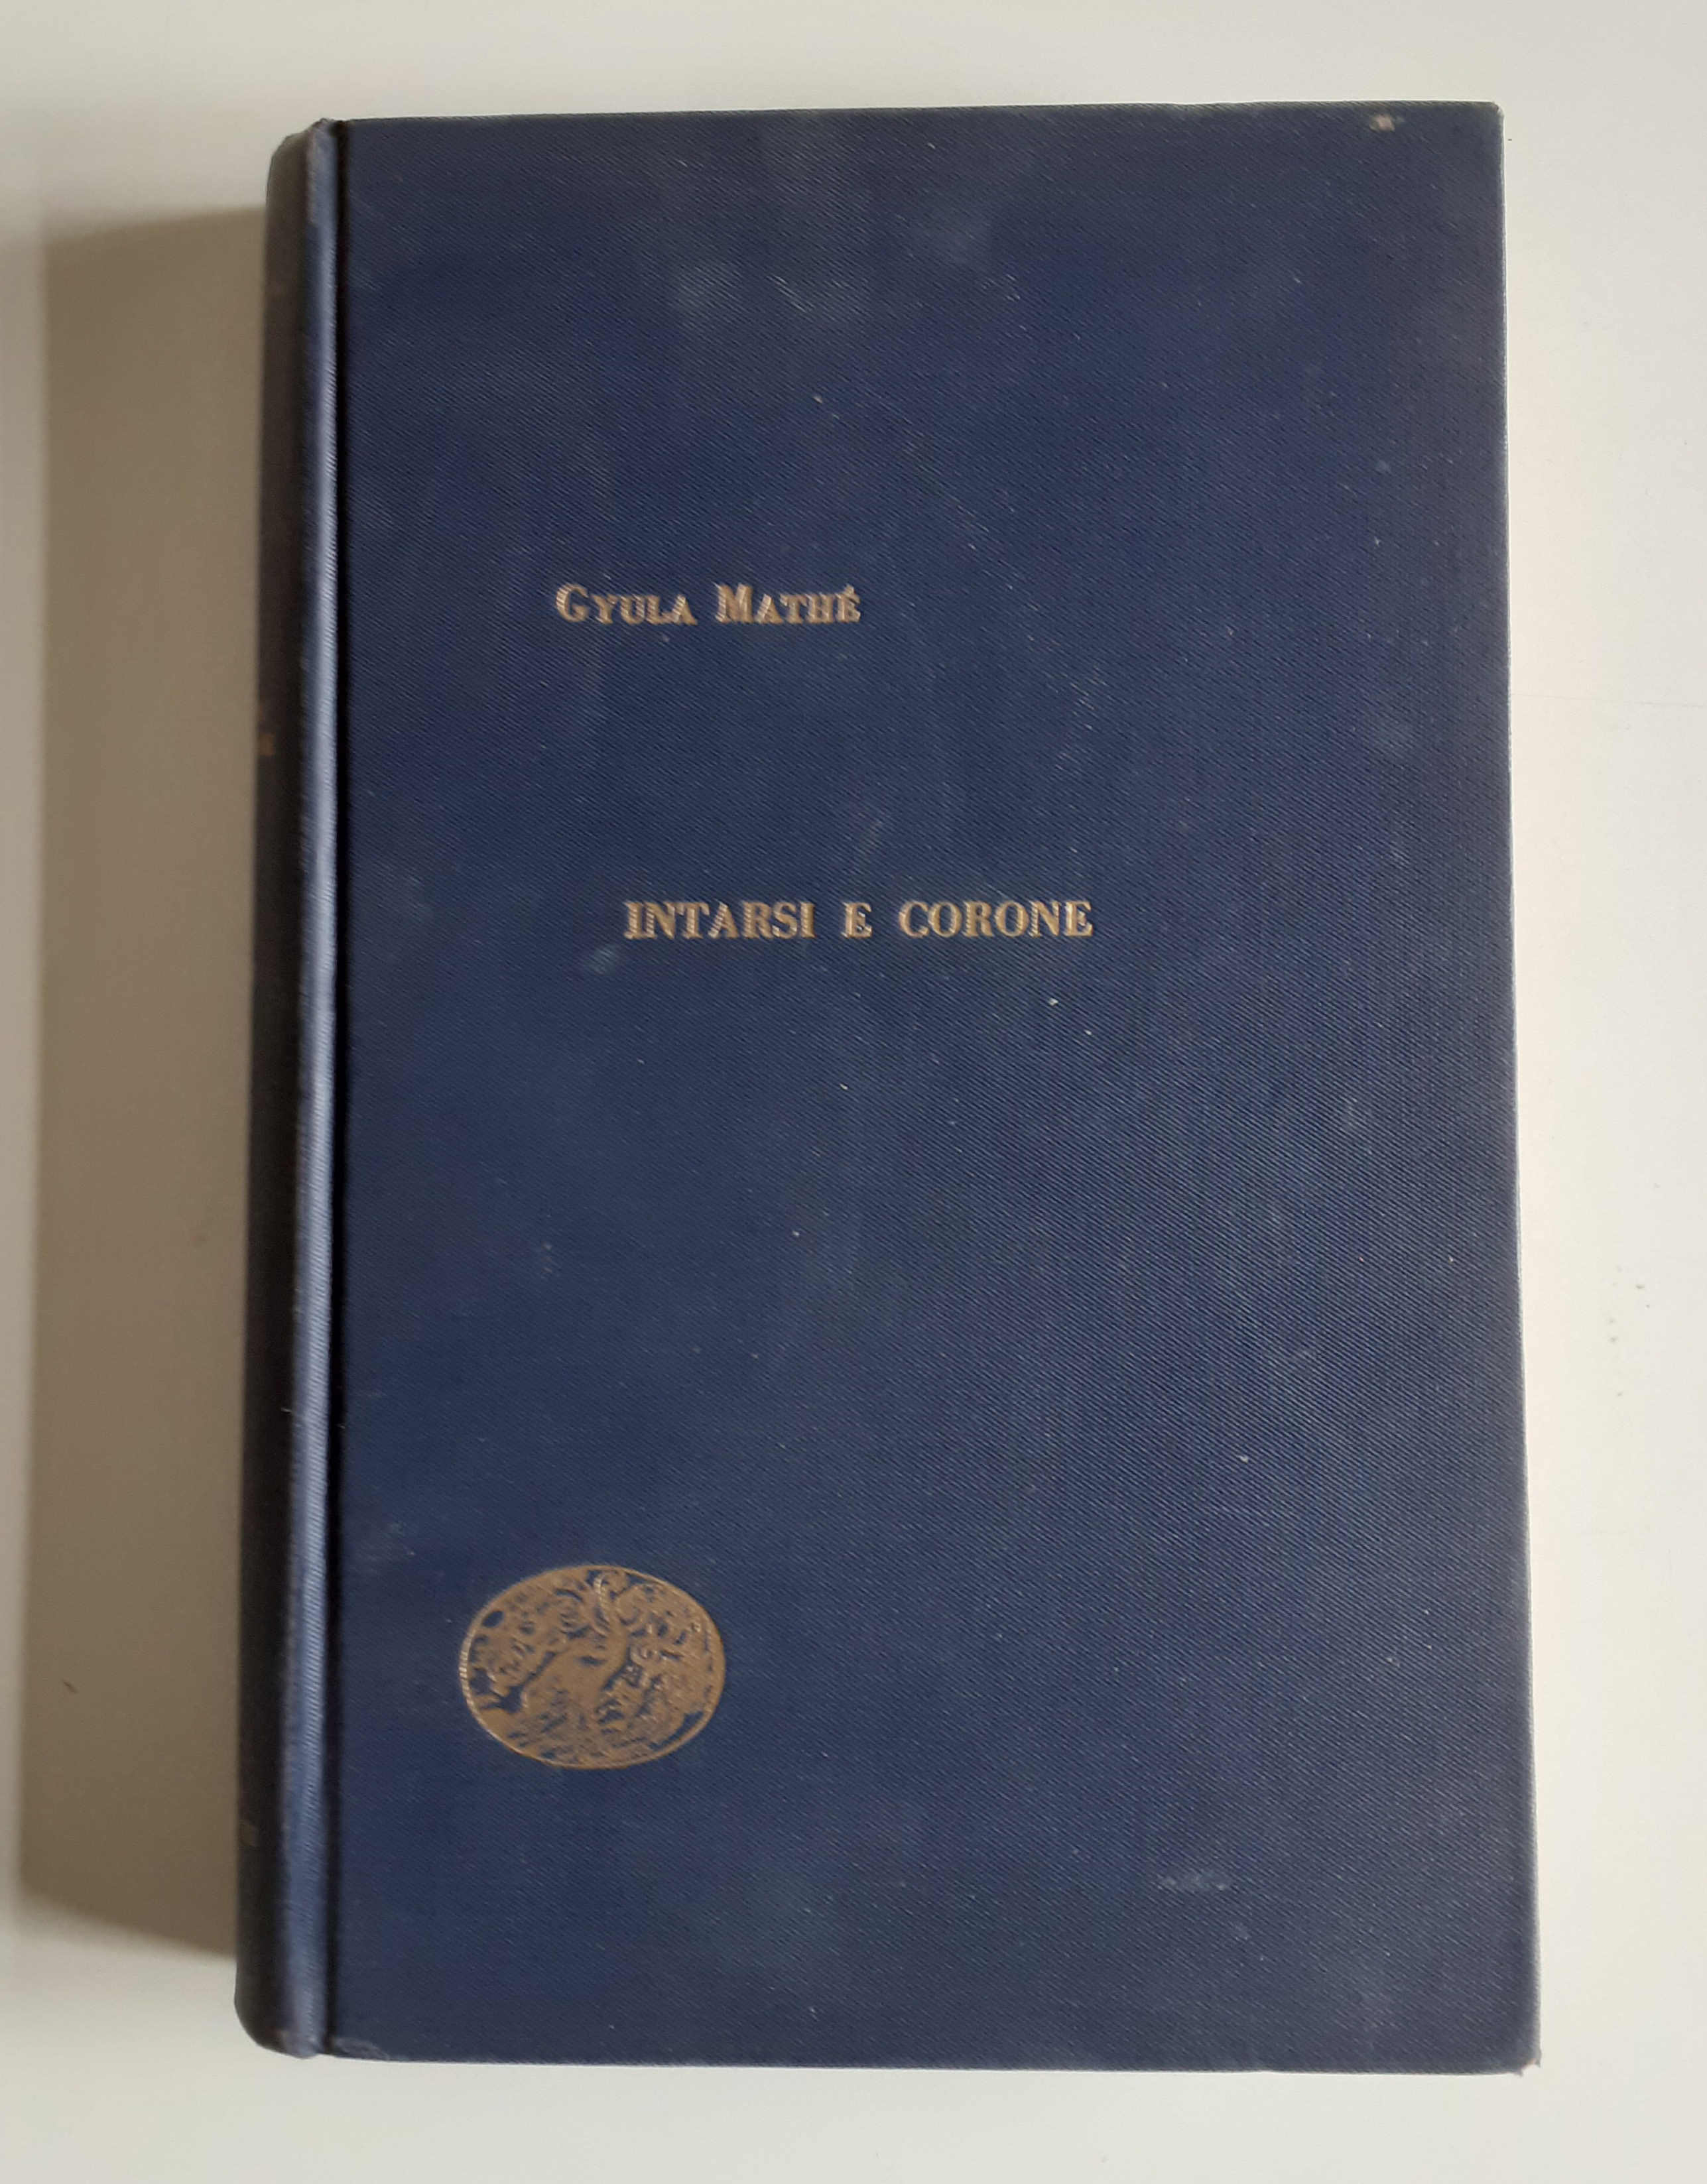 Gyula Mathé
INTARSI E CORONE